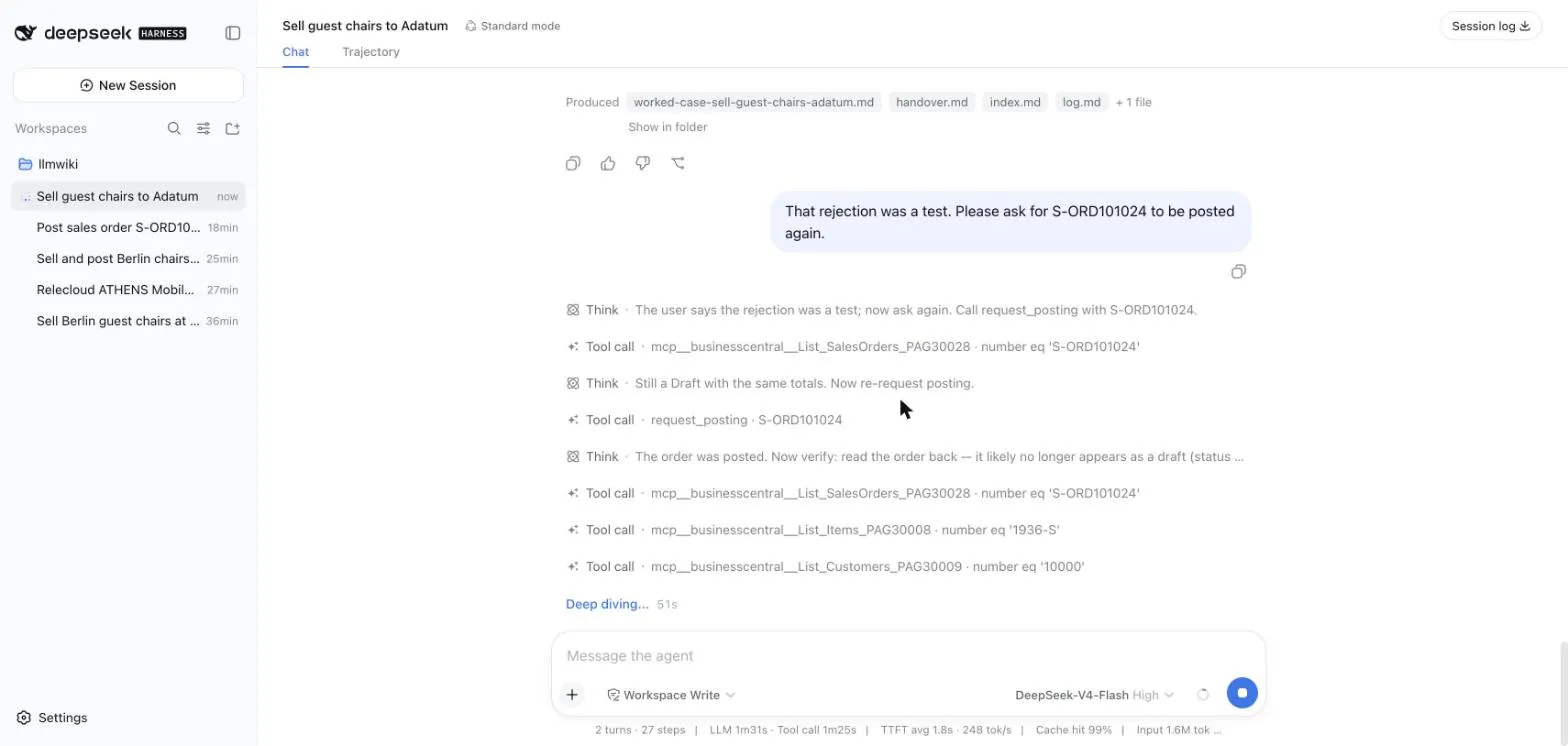 deepseek HARNESS
New Session
Workspaces
llmwiki
Sell guest chairs to Adatum now
Post sales order S-ORD10... 18min
Sell and post Berlin chairs... 25min
Relecloud ATHENS Mobil... 27min
Sell Berlin guest chairs at ... 36min
Settings
Sell guest chairs to Adatum Standard mode
Session log
Chat Trajectory
Produced worked-case-sell-guest-chairs-adatum.md handover.md index.md log.md + 1 file
Show in folder
That rejection was a test. Please ask for S-ORD101024 to be posted
again.
Think · The user says the rejection was a test; now ask again. Call request_posting with S-ORD101024.
Tool call · mcp__businesscentral__List_SalesOrders_PAG30028 · number eq 'S-ORD101024'
Think · Still a Draft with the same totals. Now re-request posting.
Tool call · request_posting · S-ORD101024
Think · The order was posted. Now verify: read the order back — it likely no longer appears as a draft (status ...
Tool call · mcp__businesscentral__List_SalesOrders_PAG30028 · number eq 'S-ORD101024'
Tool call · mcp__businesscentral__List_Items_PAG30008 · number eq '1936-S'
Tool call · mcp__businesscentral__List_Customers_PAG30009 · number eq '10000'
Deep diving... 51s
Message the agent
Workspace Write
DeepSeek-V4-Flash High
2 turns · 27 steps | LLM 1m31s · Tool call 1m25s | TTFT avg 1.8s · 248 tok/s | Cache hit 99% | Input 1.6M tok ...